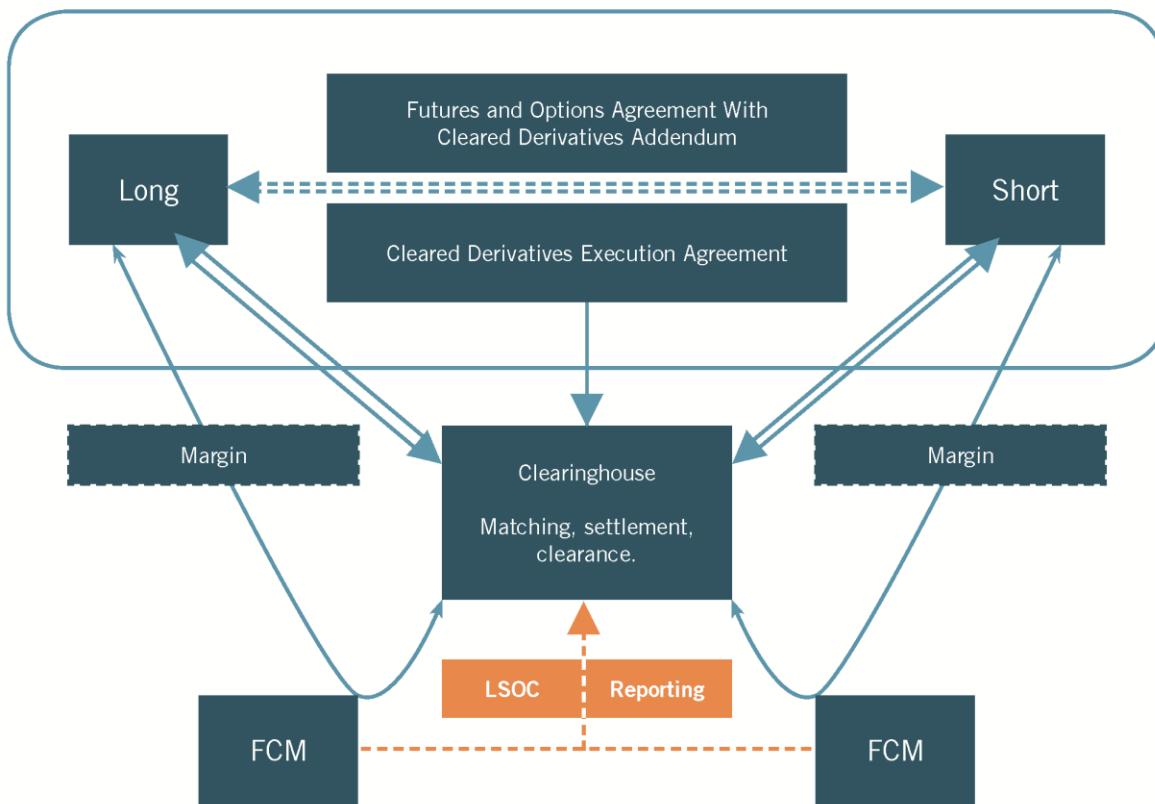 Futures and Options Agreement With
Cleared Derivatives Addendum
Long
Short
Cleared Derivatives Execution Agreement
Margin
Margin
Clearinghouse
Matching, settlement,
clearance.
LSOC
Reporting
FCM
FCM